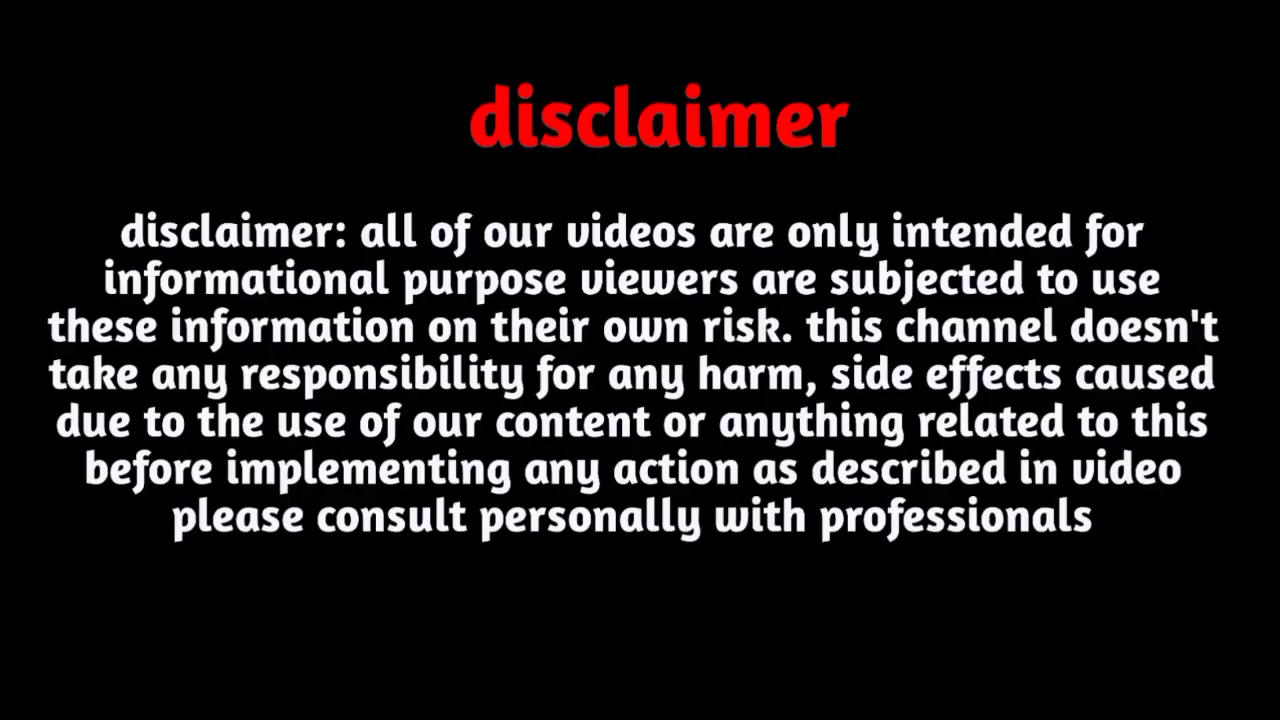 disclaimer
disclaimer: all of our videos are only intended for
informational purpose viewers are subjected to use
these information on their own risk. this channel doesn't
take any responsibility for any harm, side effects caused
due to the use of our content or anything related to this
before implementing any action as described in video
please consult personally with professionals